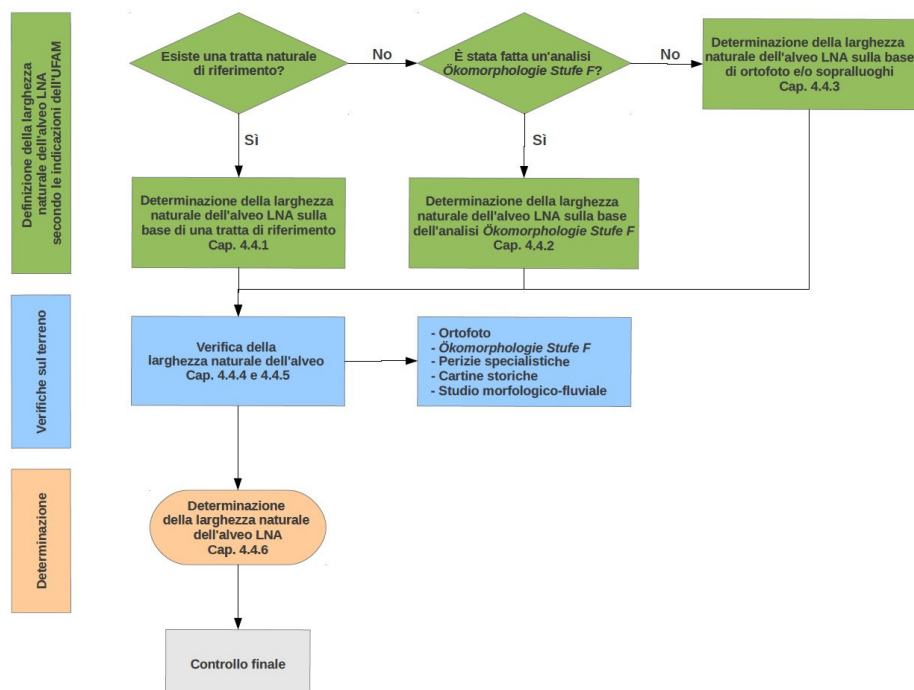 Definizione della larghezza
naturale dell'alveo LNA
secondo le indicazioni dell'UFAM
Esiste una tratta naturale
di riferimento?
No
È stata fatta un'analisi
Ökomorphologie Stufe F?
No
Determinazione della larghezza
naturale dell'alveo LNA sulla base
di ortofoto e/o sopralluoghi
Cap. 4.4.3
Sì
Sì
Determinazione della larghezza
naturale dell'alveo LNA sulla
base di una tratta di riferimento
Cap. 4.4.1
Determinazione della larghezza
naturale dell'alveo LNA sulla base
dell'analisi Ökomorphologie Stufe F
Cap. 4.4.2
Verifiche sul terreno
Verifica della
larghezza naturale dell'alveo
Cap. 4.4.4 e 4.4.5
- Ortofoto
- Ökomorphologie Stufe F
- Perizie specialistiche
- Cartine storiche
- Studio morfologico-fluviale
Determinazione
Determinazione
della larghezza naturale
dell'alveo LNA
Cap. 4.4.6
Controllo finale